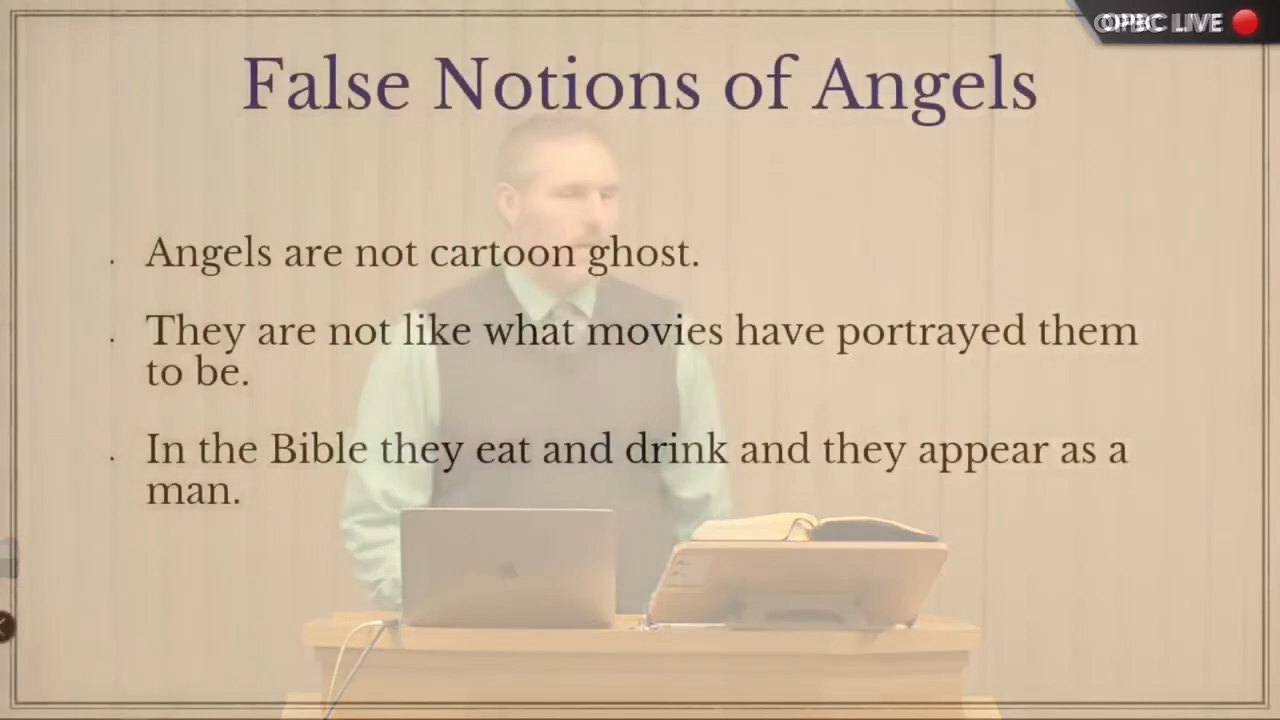 OPBC LIVE
False Notions of Angels
· Angels are not cartoon ghost.
· They are not like what movies have portrayed them
to be.
· In the Bible they eat and drink and they appear as a
man.